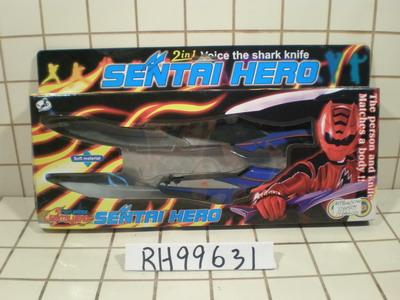 2in1 Voice the shark knife
SENTAI HERO
The person and knife
Matches a body !!
Soft material
SENTAI HERO
RH99631